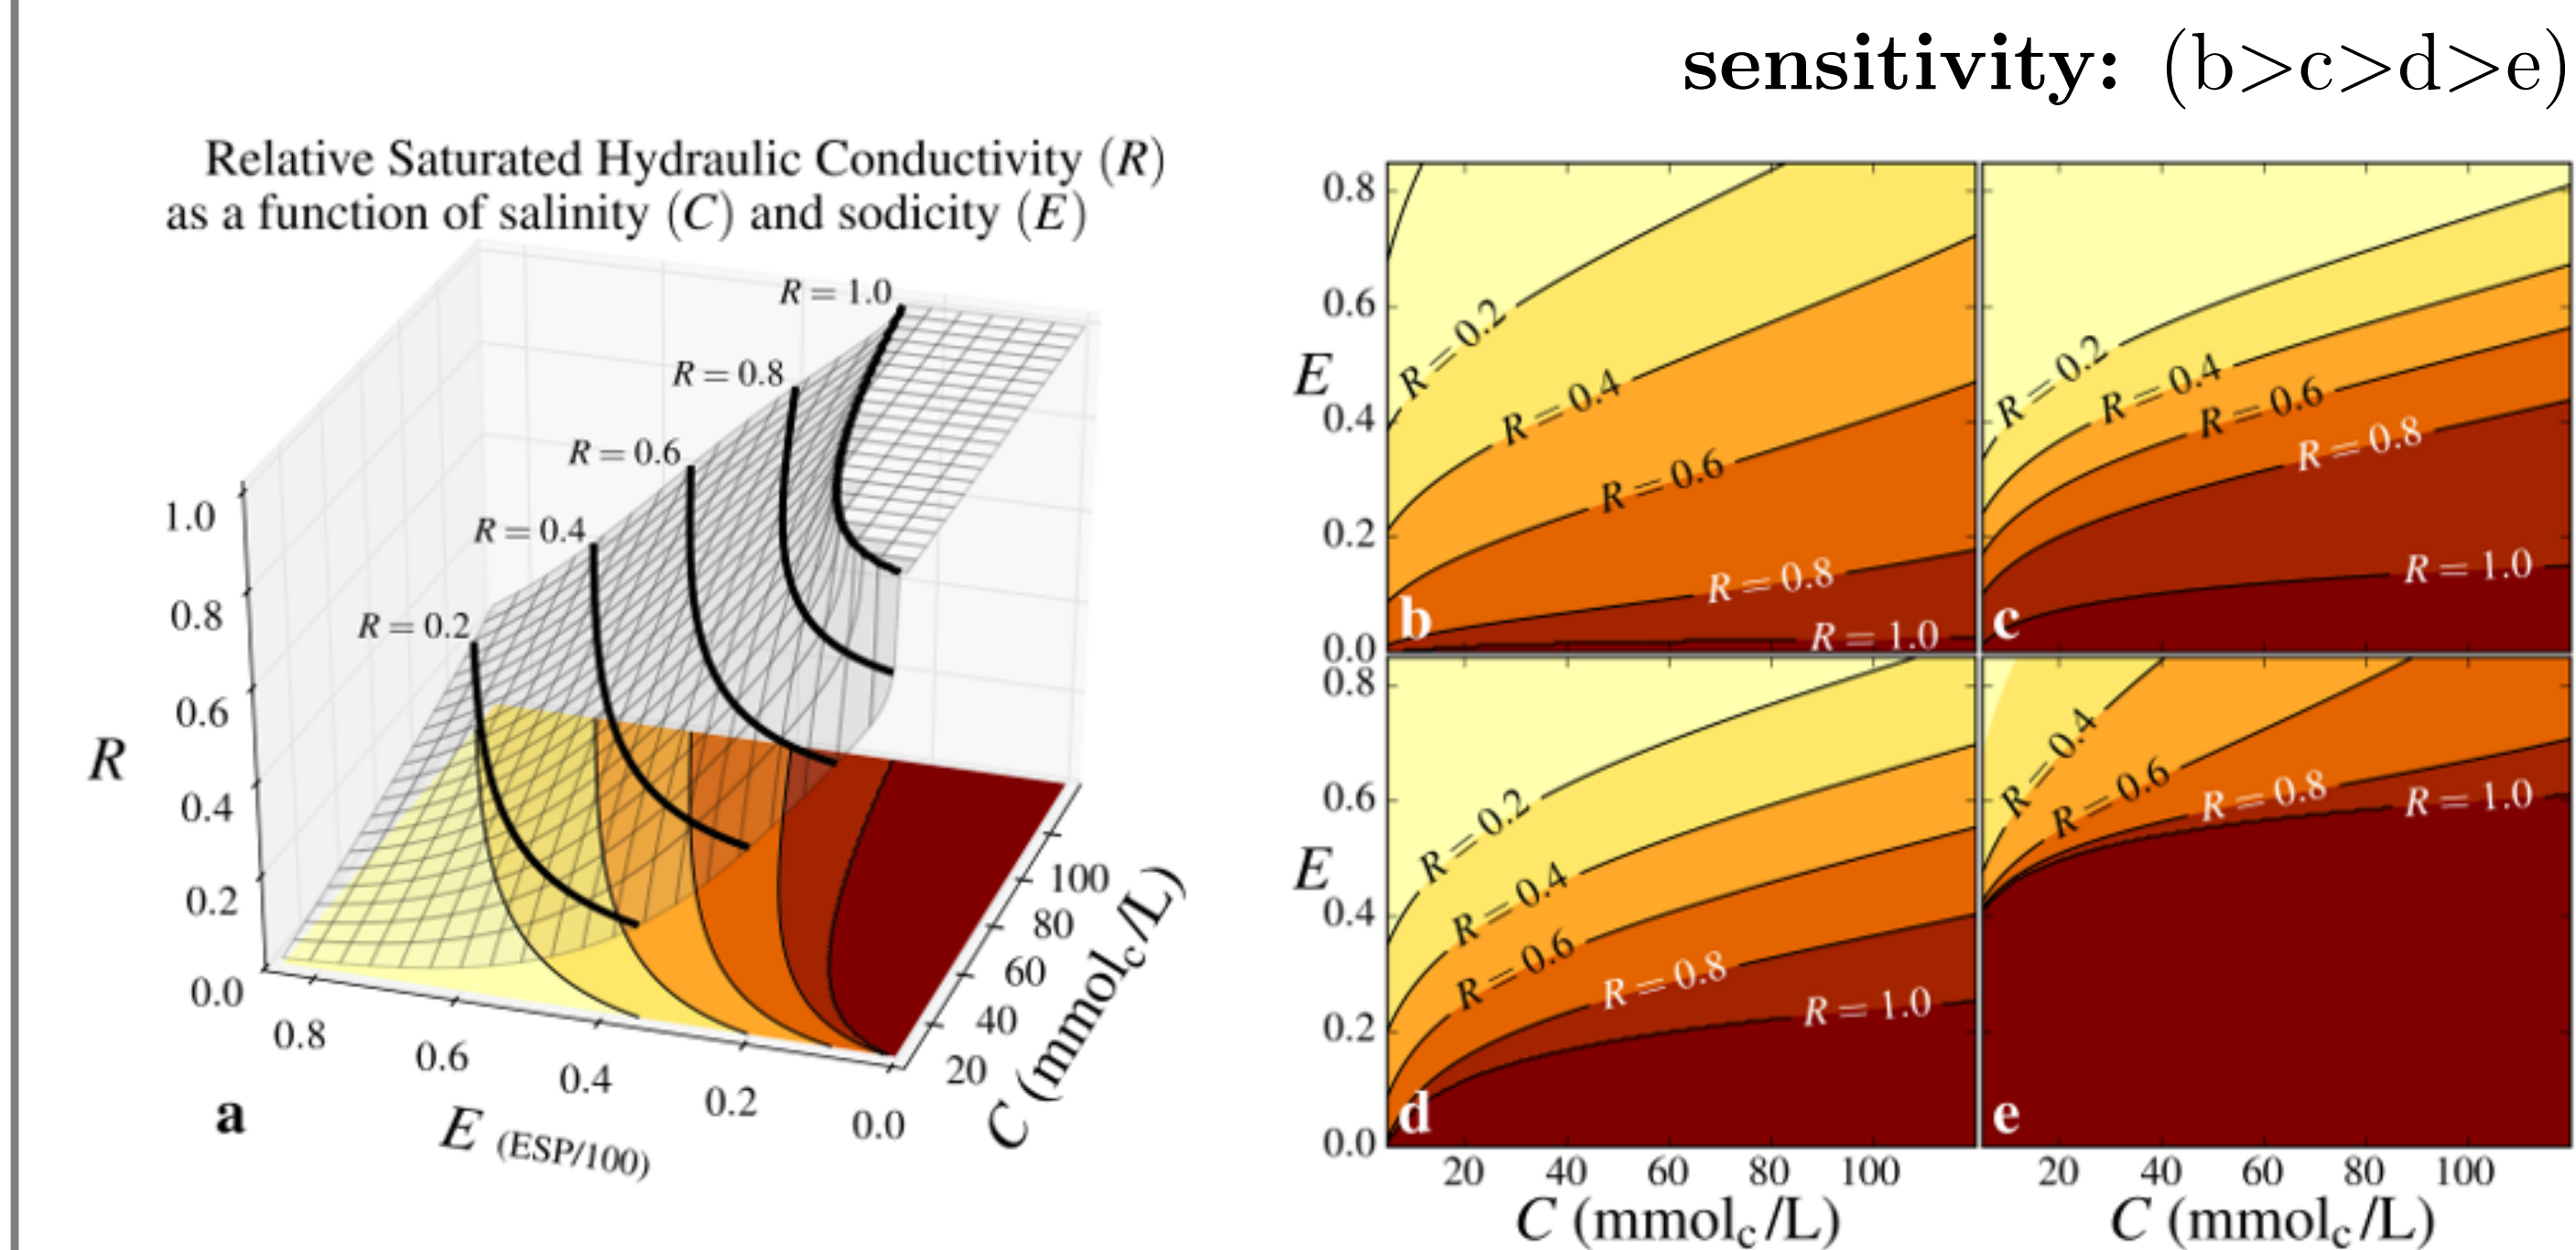 sensitivity: (b>c>d>e)
Relative Saturated Hydraulic Conductivity (R)
as a function of salinity (C) and sodicity (E)
R = 1.0
R = 0.8
R = 0.6
R = 0.4
R = 0.2
1.0
0.8
0.6
0.4
0.2
0.0
R
0.8
0.6
0.4
0.2
0.0
E (ESP/100)
20
40
60
80
100
C (mmolc/L)
a
0.8
0.6
0.4
0.2
0.0
E
R = 0.2
R = 0.4
R = 0.6
R = 0.8
R = 1.0
b
R = 0.2
R = 0.4
R = 0.6
R = 0.8
R = 1.0
c
0.8
0.6
0.4
0.2
0.0
E
R = 0.2
R = 0.4
R = 0.6
R = 0.8
R = 1.0
d
R = 0.4
R = 0.6
R = 0.8
R = 1.0
e
20 40 60 80 100
C (mmolc/L)
20 40 60 80 100
C (mmolc/L)